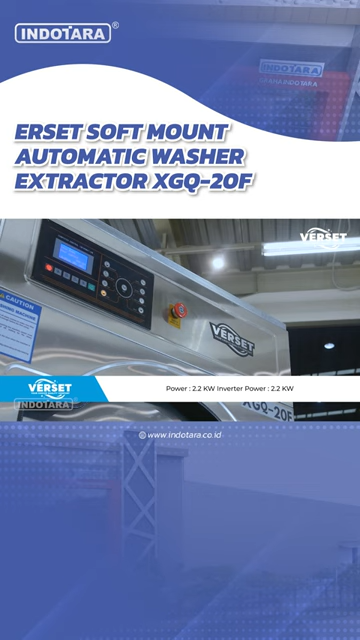 INDOTARA®
INDOTARA
ERSET SOFT MOUNT
AUTOMATIC WASHER
EXTRACTOR XGQ-20F
VERSET
CAUTION
VERSET
VERSET
INDOTARA
Power : 2.2 KW Inverter Power : 2.2 KW
XGQ-20F
www.indotara.co.id